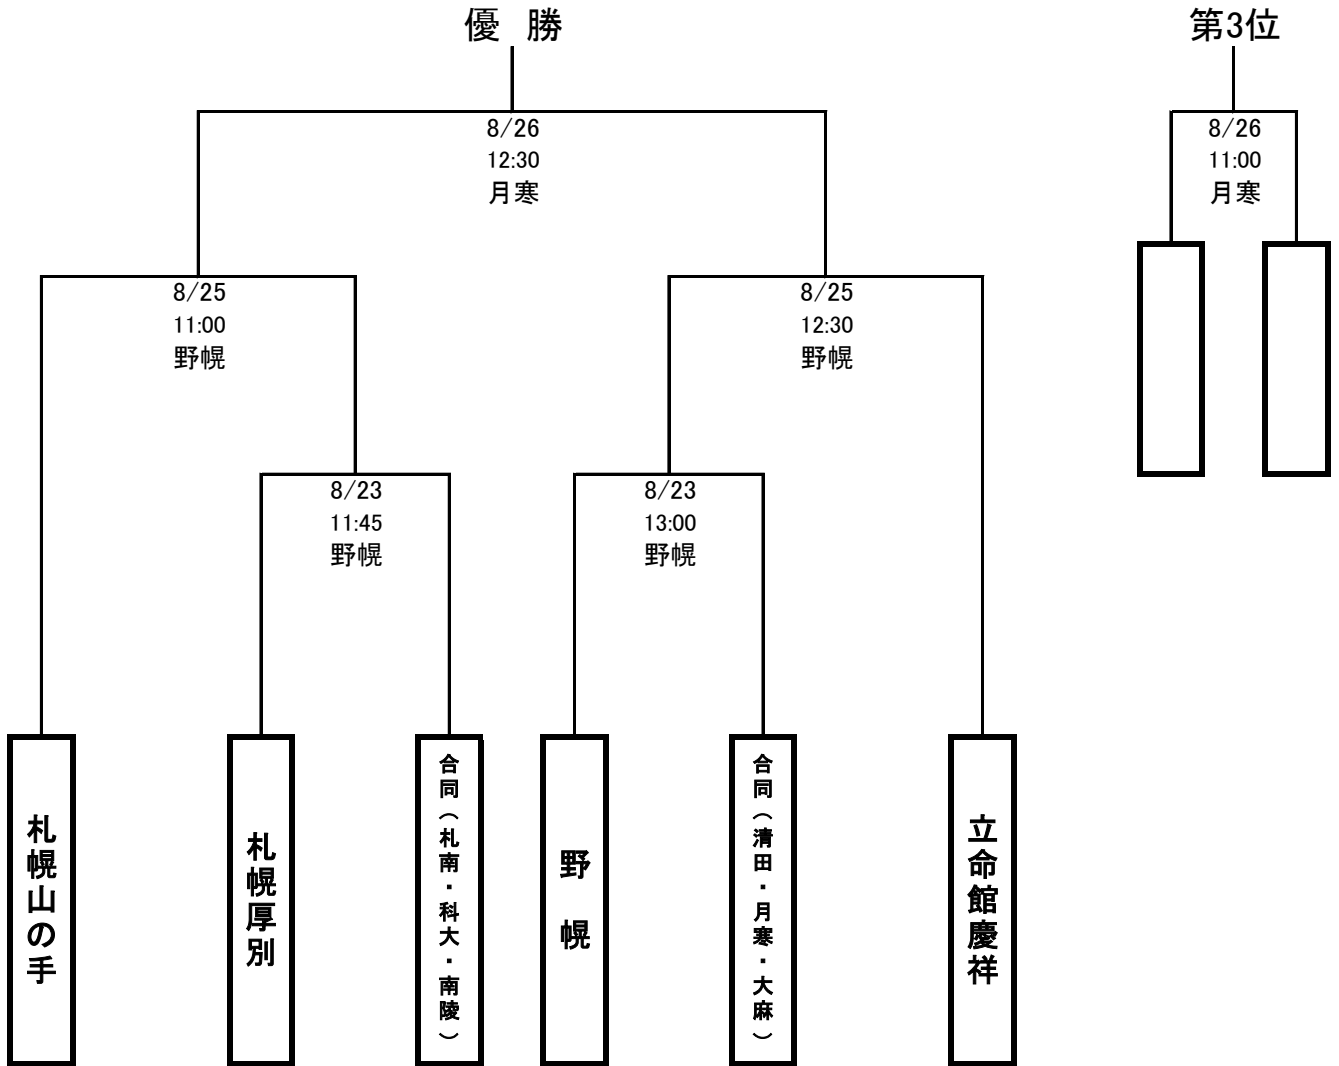 優　勝
第3位
8/26
12:30
月寒
8/26
11:00
月寒
8/25
11:00
野幌
8/25
12:30
野幌
8/23
11:45
野幌
8/23
13:00
野幌
札幌山の手
札幌厚別
合同（札南・科大・南陵）
野　幌
合同（清田・月寒・大麻）
立命館慶祥